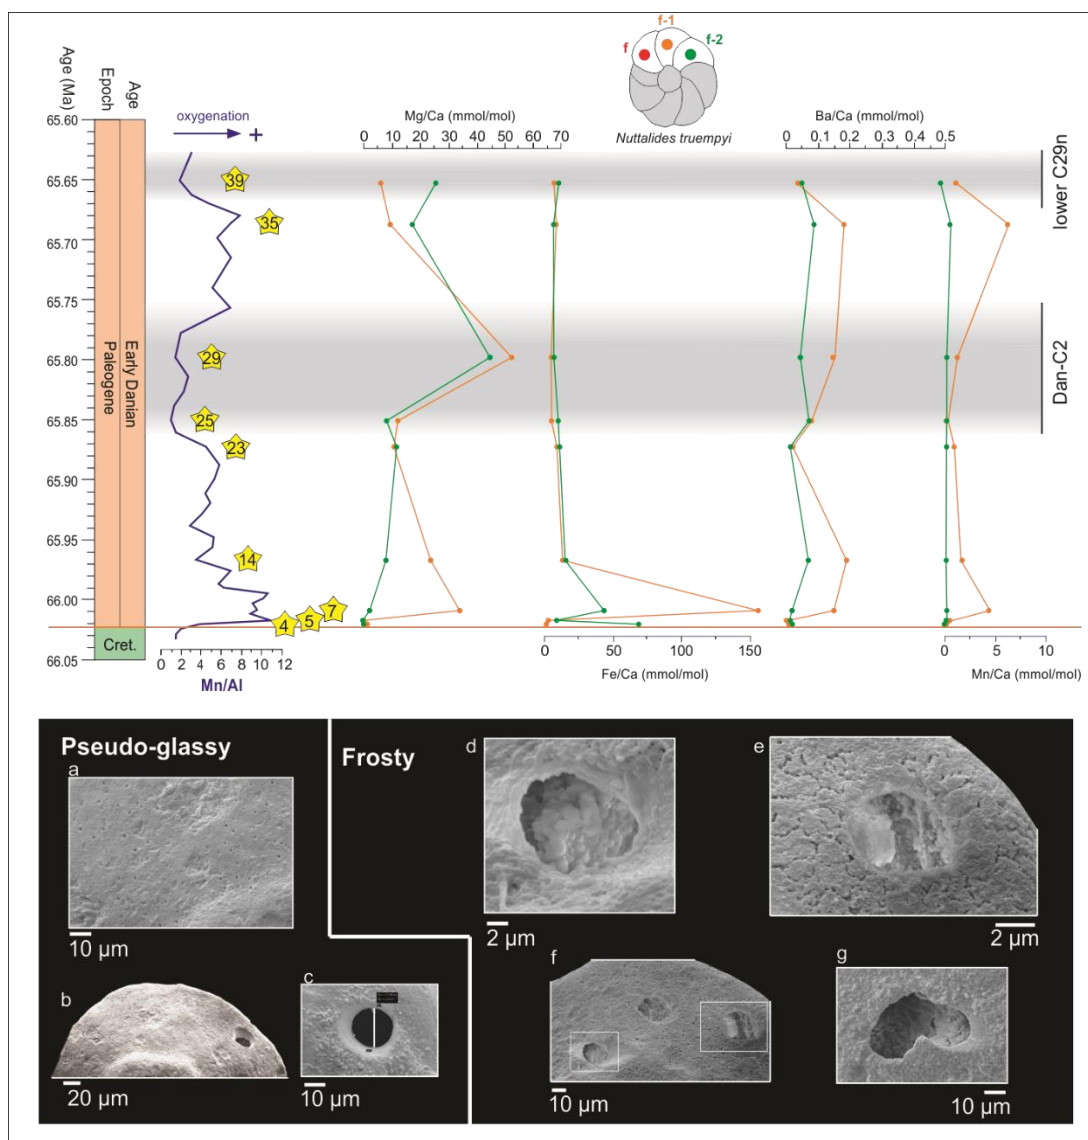 f-1
f
f-2
Nuttalides truempyi
Age (Ma)
Epoch
Age
oxygenation
+
Mg/Ca (mmol/mol)
0 10 20 30 40 50 60 70
Ba/Ca (mmol/mol)
0 0.1 0.2 0.3 0.4 0.5
65.60
65.65
65.70
65.75
65.80
65.85
65.90
65.95
66.00
66.05
Paleogene
Early Danian
Cret.
39
35
29
25
23
14
7
5
4
lower C29n
Dan-C2
0 2 4 6 8 10 12
Mn/Al
0 50 100 150
Fe/Ca (mmol/mol)
0 5 10
Mn/Ca (mmol/mol)
Pseudo-glassy
a
10 µm
b
20 µm
c
10 µm
Frosty
d
2 µm
e
2 µm
f
10 µm
g
10 µm